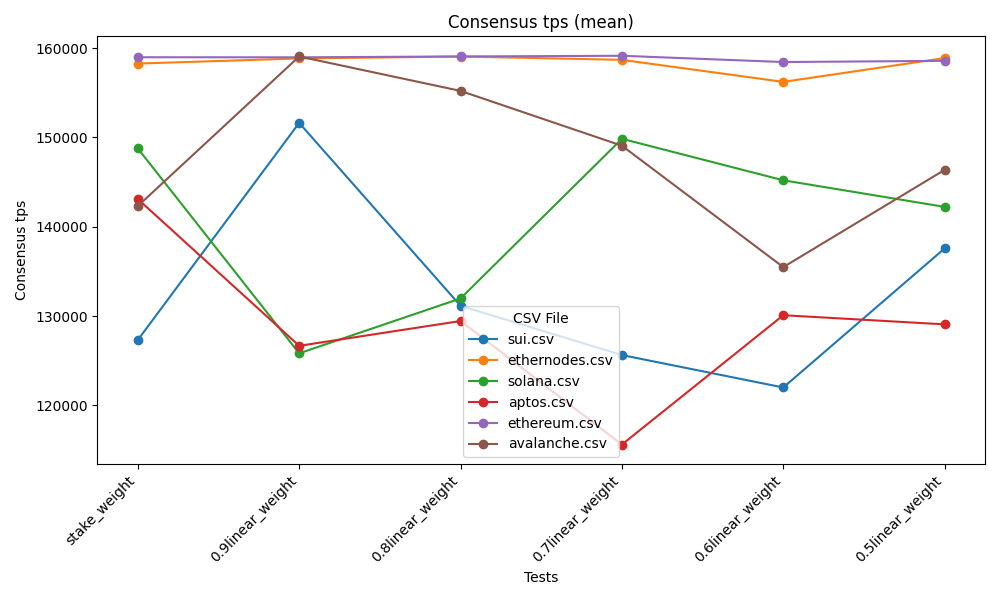 Consensus tps (mean)
160000
150000
140000
130000
120000
Consensus tps
CSV File
sui.csv
ethernodes.csv
solana.csv
aptos.csv
ethereum.csv
avalanche.csv
stake_weight
0.9linear_weight
0.8linear_weight
0.7linear_weight
0.6linear_weight
0.5linear_weight
Tests